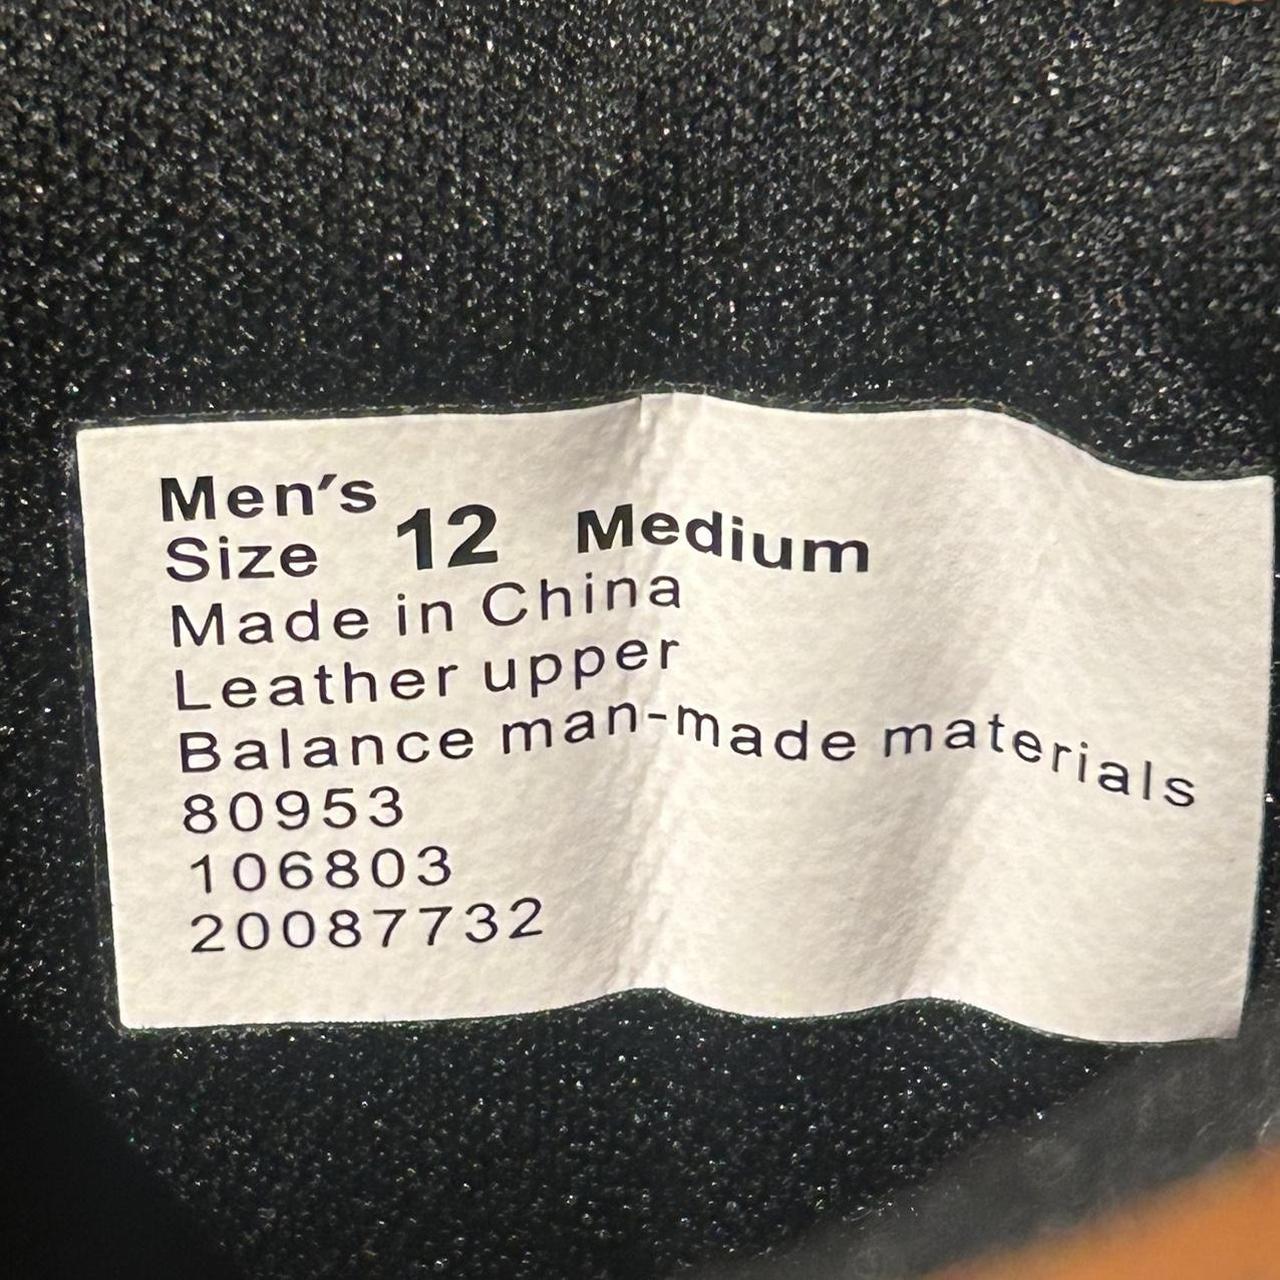 Men's
Size 12 Medium
Made in China
Leather upper
Balance man-made materials
80953
106803
20087732